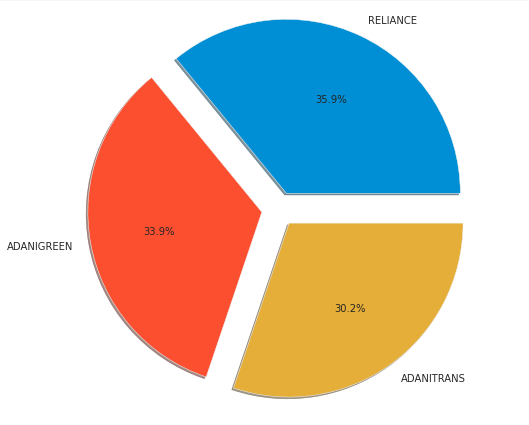 RELIANCE
35.9%
33.9%
ADANIGREEN
30.2%
ADANITRANS